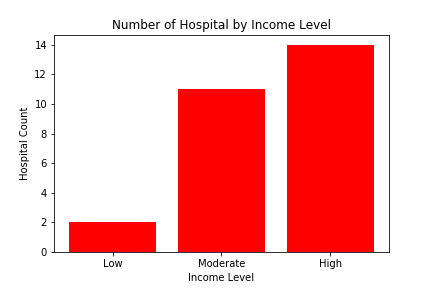 Number of Hospital by Income Level
14
12
10
8
6
4
2
0
Hospital Count
Low
Moderate
High
Income Level